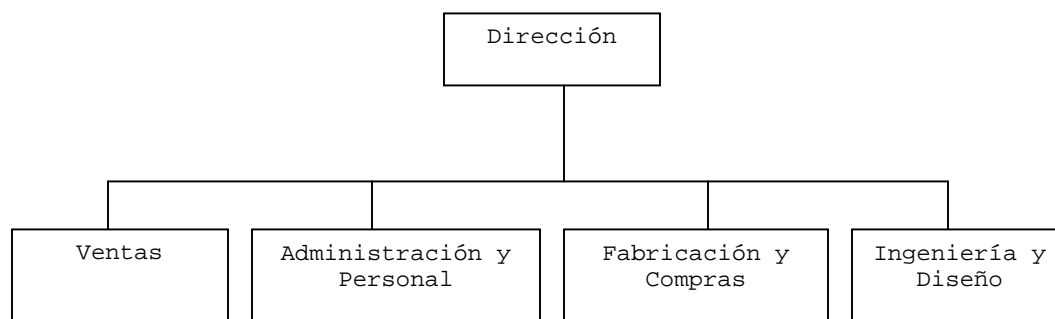 Dirección
Ventas
Administración y
Personal
Fabricación y
Compras
Ingeniería y
Diseño